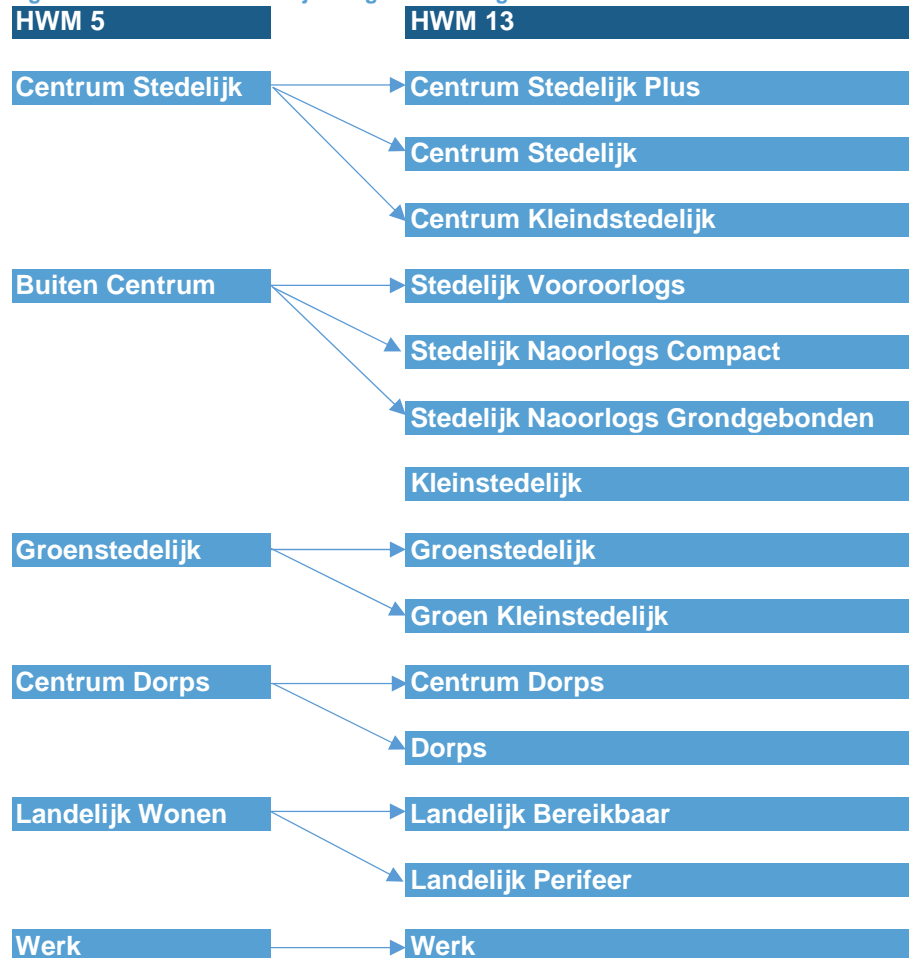 HWM 5 HWM 13
Centrum Stedelijk Centrum Stedelijk Plus
Centrum Stedelijk
Centrum Kleindstedelijk
Buiten Centrum Stedelijk Vooroorlogs
Stedelijk Naoorlogs Compact
Stedelijk Naoorlogs Grondgebonden
Kleinstedelijk
Groenstedelijk Groenstedelijk
Groen Kleinstedelijk
Centrum Dorps Centrum Dorps
Dorps
Landelijk Wonen Landelijk Bereikbaar
Landelijk Perifeer
Werk Werk